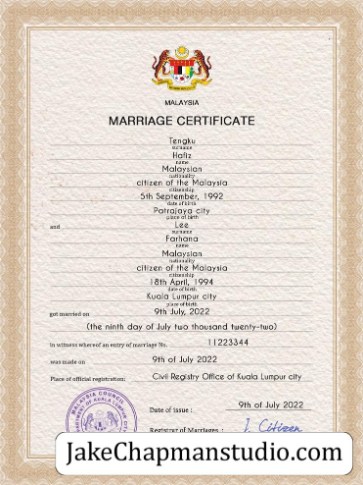 MALAYSIA
MARRIAGE CERTIFICATE
Tengku
surname
Hafiz
name
Malaysian
nationality
citizen of the Malaysia
citizenship
5th September, 1992
date of birth
Patrajaya city
place of birth
and Lee
surname
Farhana
name
Malaysian
nationality
citizen of the Malaysia
citizenship
18th April, 1994
date of birth
Kuala Lumpur city
place of birth
got married on 9th July, 2022
(the ninth day of July two thousand twenty-two)
In witness whereof an entry of marriage No. 11223344
was made on 9th of July 2022
Place of official registration: Civil Registry Office of Kuala Lumpur city
MALAYSIA COUNCIL
Date of issue : 9th of July 2022
Registrar of Marriages : J. Citizen
JakeChapmanstudio.com